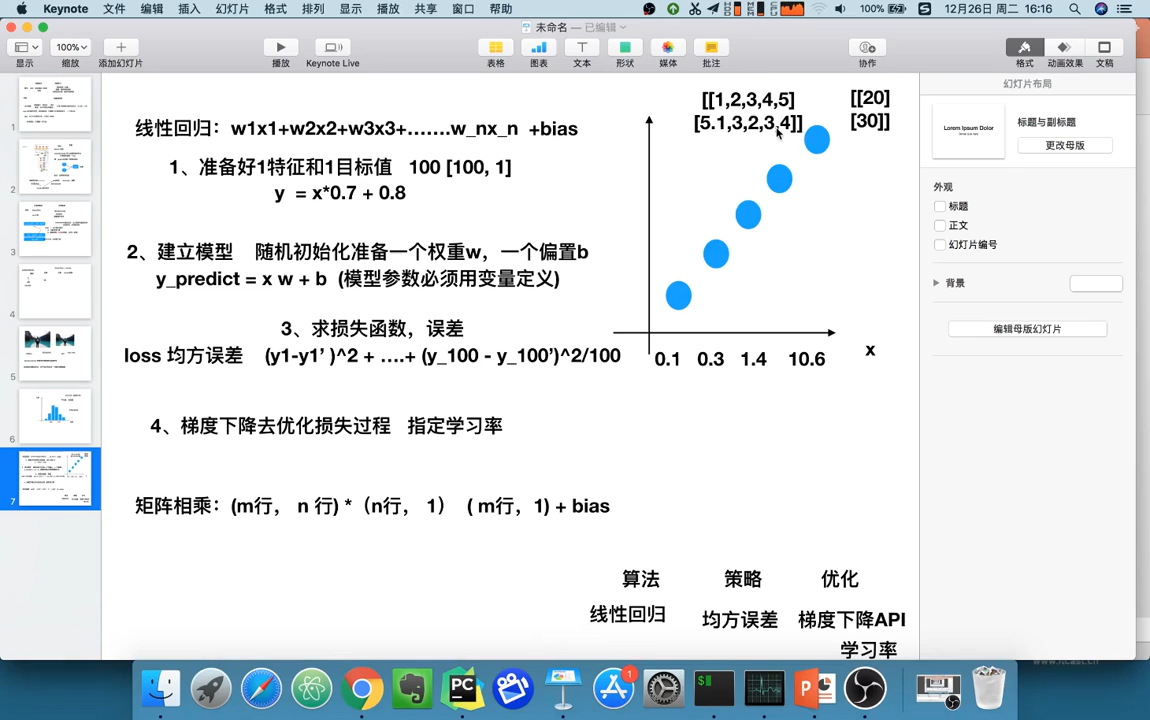 Keynote 文件 编辑 插入 幻灯片 格式 排列 显示 播放 共享 窗口 帮助 100% 12月26日 周二 16:16
未命名 — 已编辑
100%
显示 缩放 添加幻灯片 播放 Keynote Live 表格 图表 文本 形状 媒体 批注 协作 格式 动画效果 文稿
1
2
3
4
5
6
7
线性回归：w1x1+w2x2+w3x3+.......w_nx_n +bias
1、准备好1特征和1目标值 100 [100, 1]
y = x*0.7 + 0.8
2、建立模型 随机初始化准备一个权重w，一个偏置b
y_predict = x w + b (模型参数必须用变量定义)
3、求损失函数，误差
loss 均方误差 (y1-y1’ )^2 + ....+ (y_100 - y_100’)^2/100
4、梯度下降去优化损失过程 指定学习率
矩阵相乘：(m行， n 行) *（n行， 1） ( m行，1) + bias
[[1,2,3,4,5]
[5.1,3,2,3,4]]
[[20]
[30]]
0.1 0.3 1.4 10.6 x
算法 策略 优化
线性回归 均方误差 梯度下降API
学习率
幻灯片布局
Lorem Ipsum Dolor
标题与副标题
更改母版
外观
标题
正文
幻灯片编号
背景
编辑母版幻灯片
PC
1
$
P